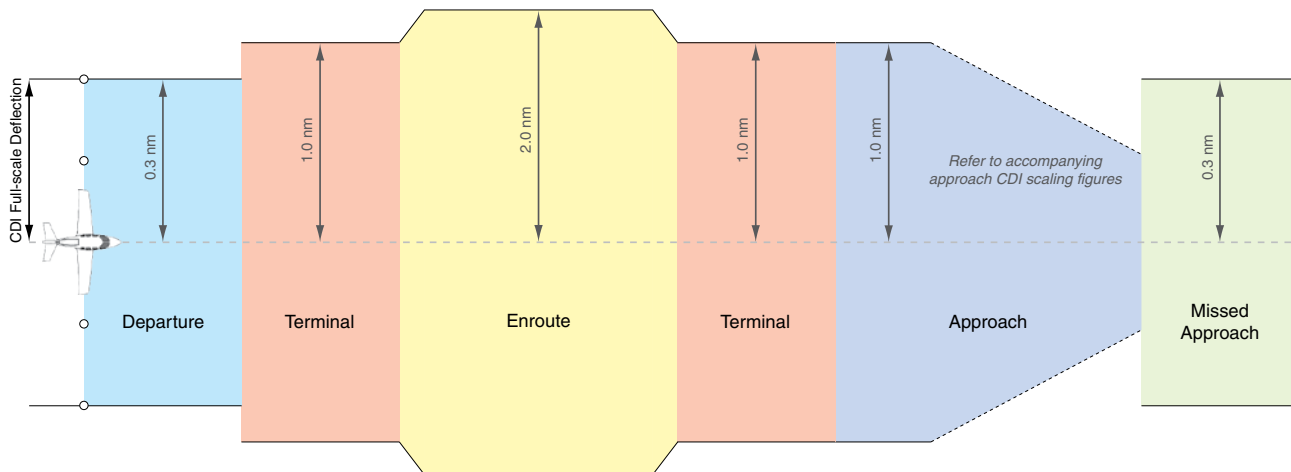 CDI Full-scale Deflection
0.3 nm
1.0 nm
2.0 nm
1.0 nm
1.0 nm
Refer to accompanying
approach CDI scaling figures
0.3 nm
Departure
Terminal
Enroute
Terminal
Approach
Missed
Approach